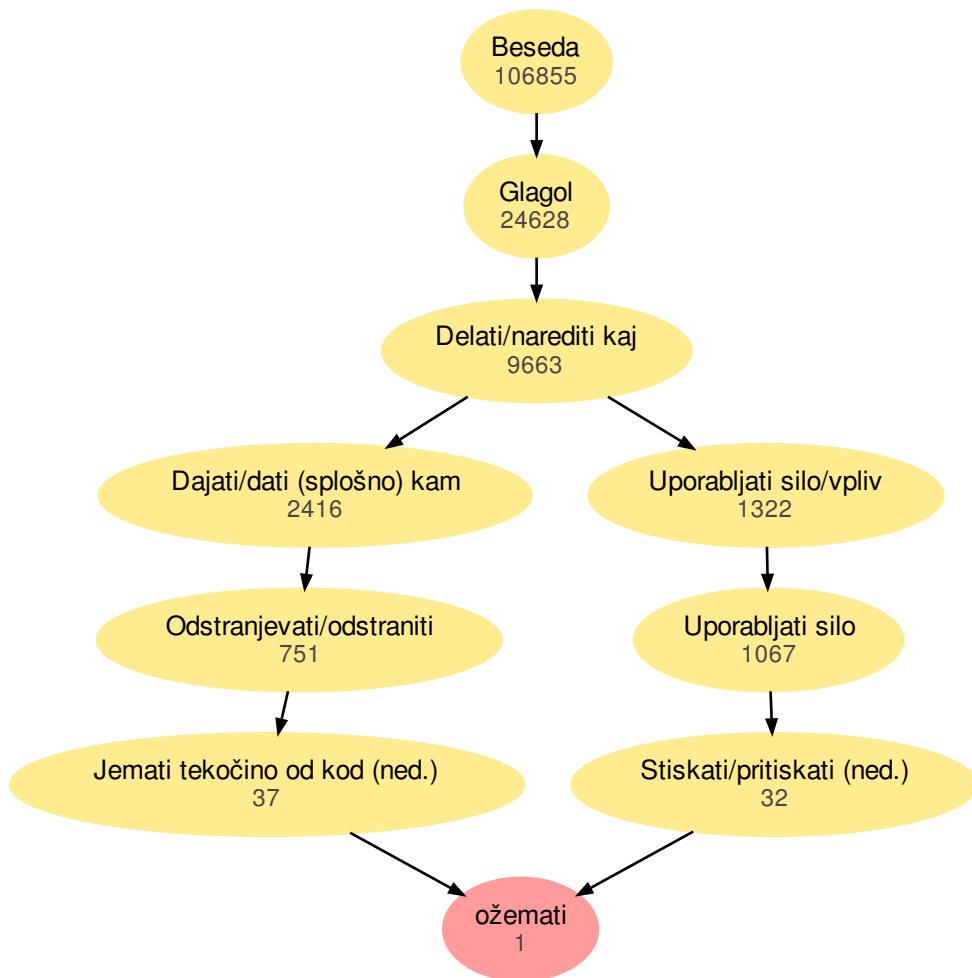 Beseda
106855
Glagol
24628
Delati/narediti kaj
9663
Dajati/dati (splošno) kam
2416
Uporabljati silo/vpliv
1322
Odstranjevati/odstraniti
751
Uporabljati silo
1067
Jemati tekočino od kod (ned.)
37
Stiskati/pritiskati (ned.)
32
ožemati
1